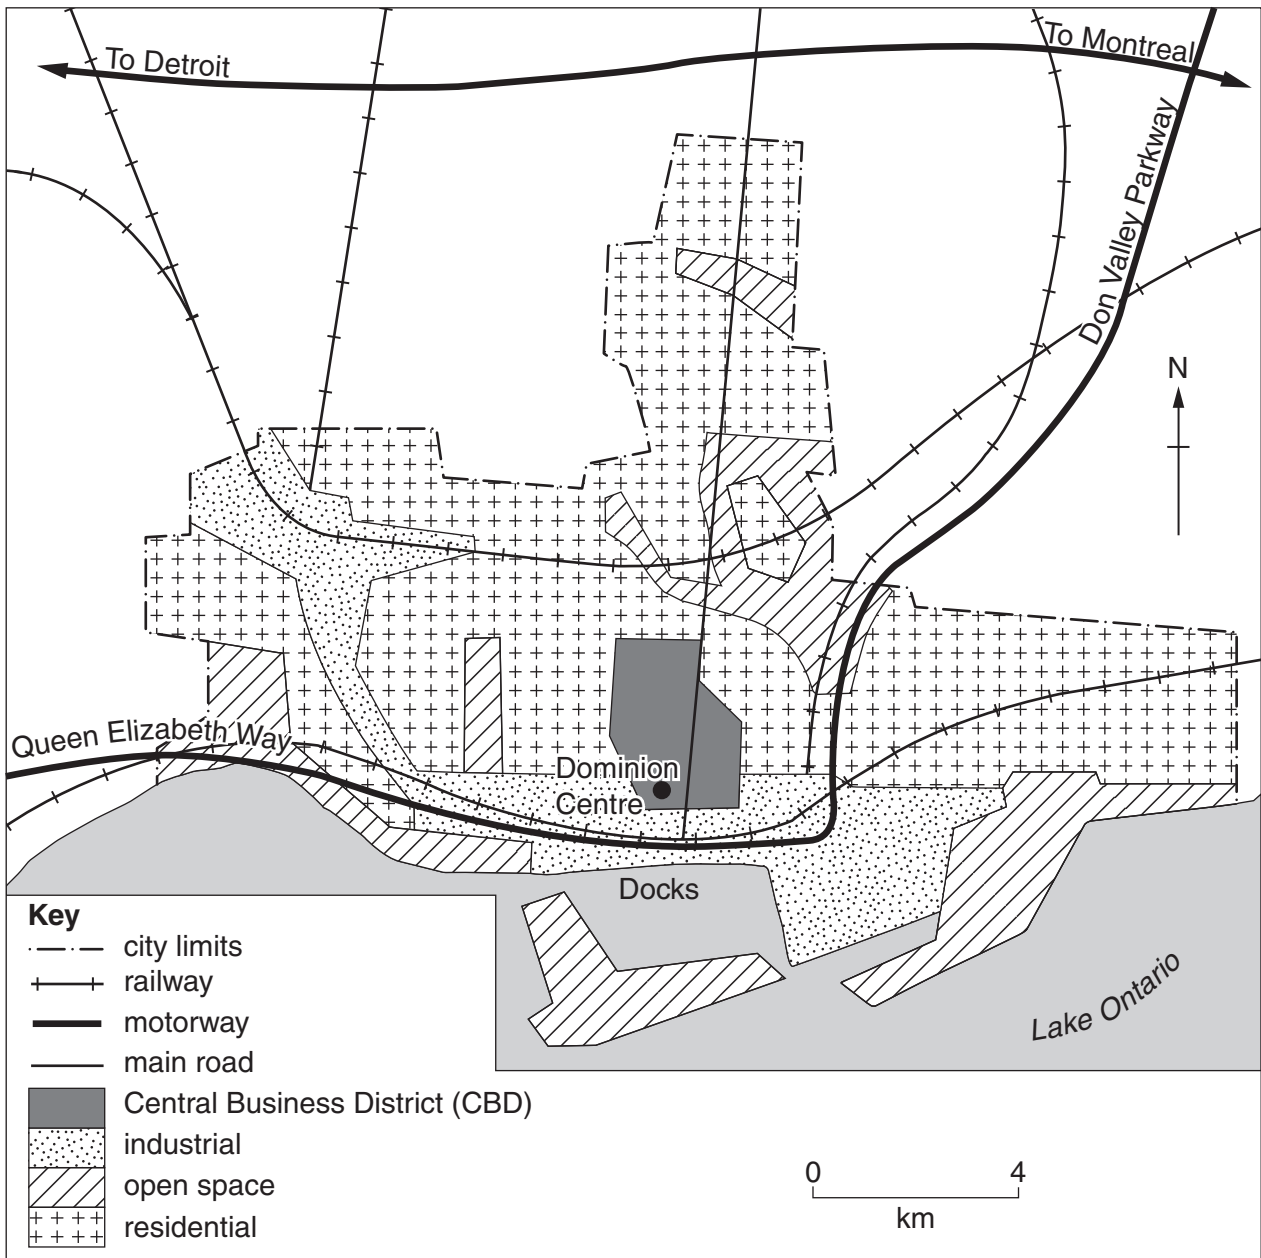 To Detroit
To Montreal
Don Valley Parkway
N
Queen Elizabeth Way
Dominion
Centre
Docks
Lake Ontario
Key
city limits
railway
motorway
main road
Central Business District (CBD)
industrial
open space
residential
0 4
km